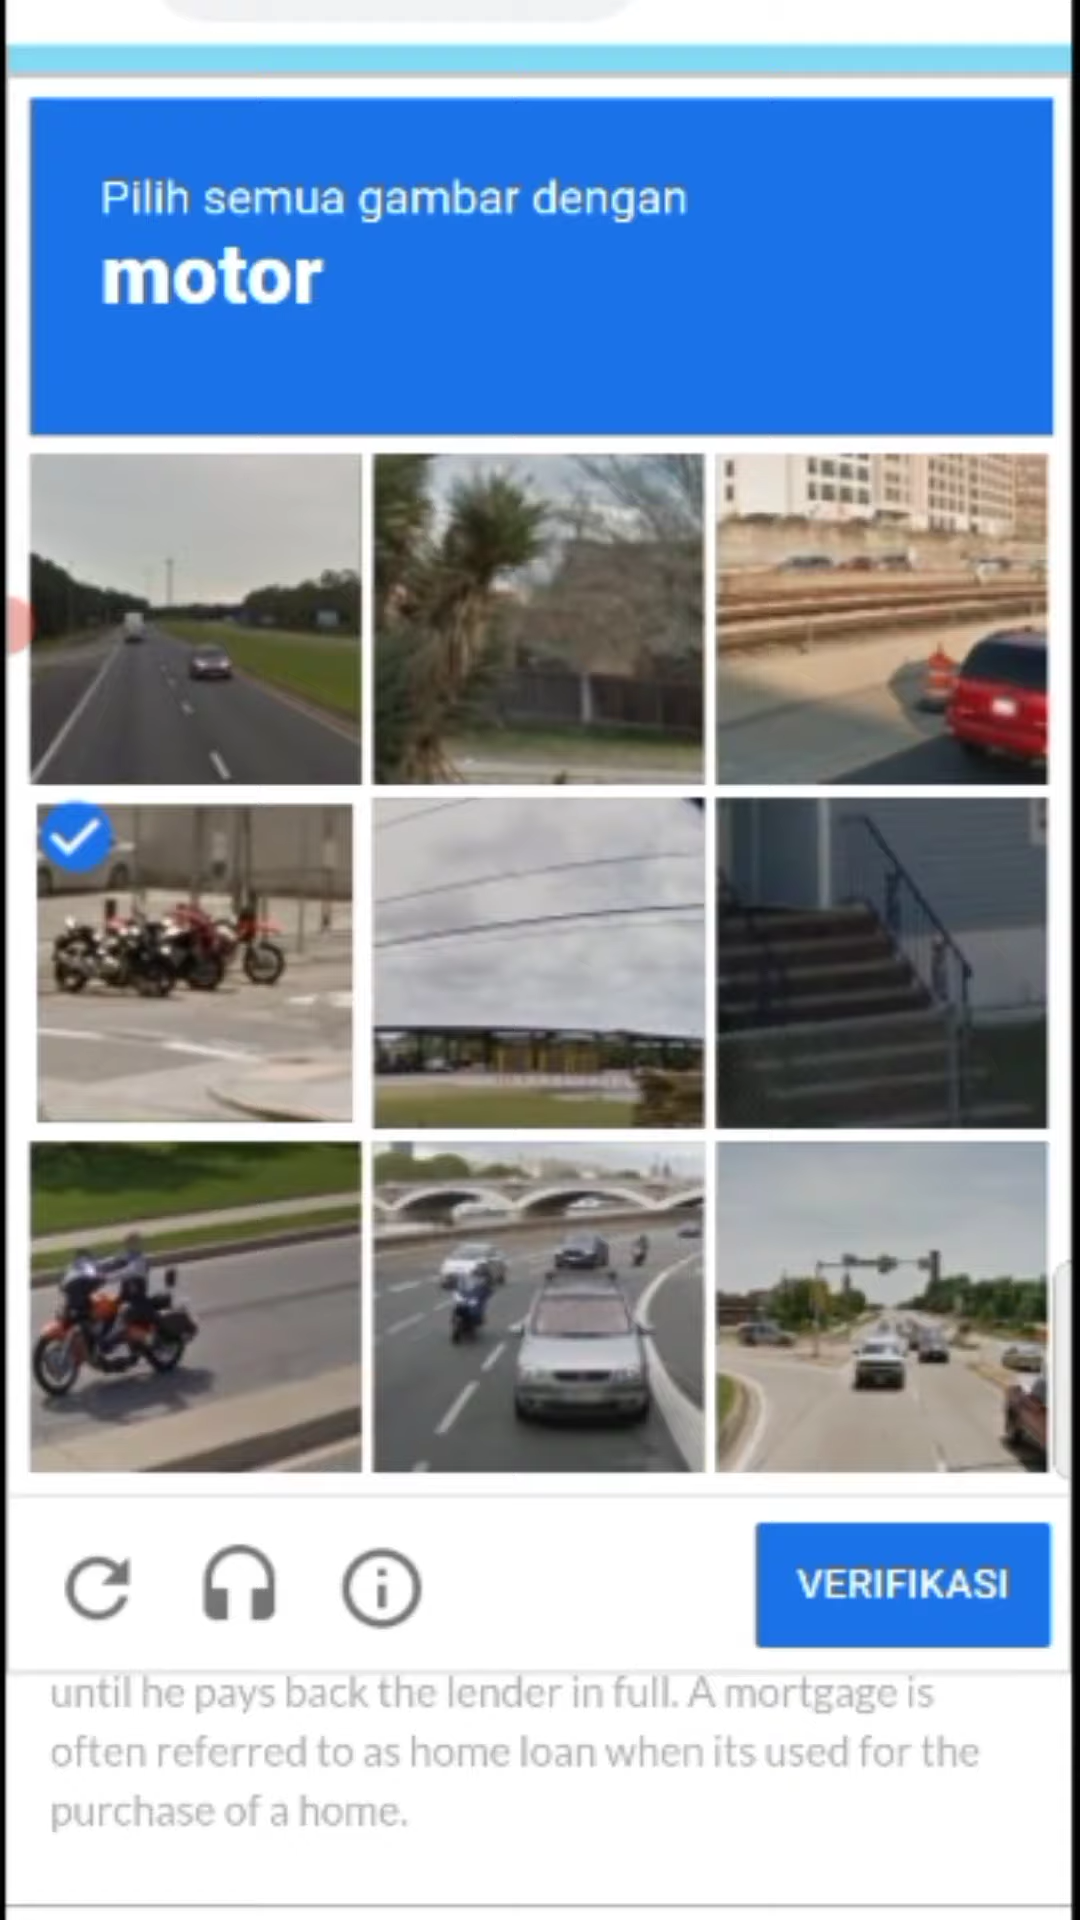 Pilih semua gambar dengan
motor
VERIFIKASI
until he pays back the lender in full. A mortgage is
often referred to as home loan when its used for the
purchase of a home.